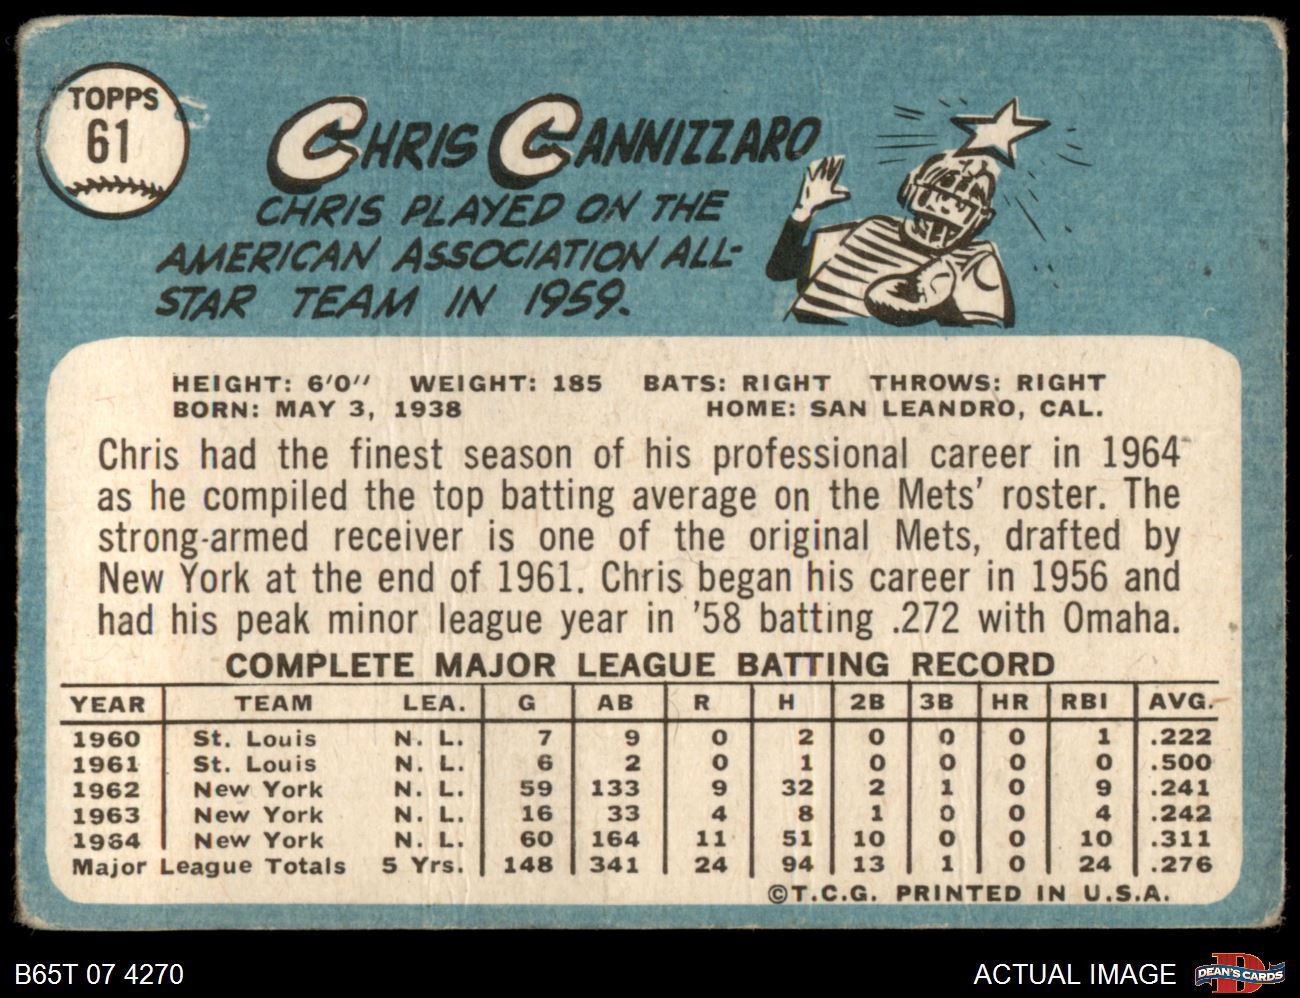 TOPPS
61
CHRIS CANNIZZARO
CHRIS PLAYED ON THE
AMERICAN ASSOCIATION ALL-
STAR TEAM IN 1959.
HEIGHT: 6'0" WEIGHT: 185 BATS: RIGHT THROWS: RIGHT
BORN: MAY 3, 1938 HOME: SAN LEANDRO, CAL.
Chris had the finest season of his professional career in 1964
as he compiled the top batting average on the Mets' roster. The
strong-armed receiver is one of the original Mets, drafted by
New York at the end of 1961. Chris began his career in 1956 and
had his peak minor league year in '58 batting .272 with Omaha.
COMPLETE MAJOR LEAGUE BATTING RECORD
YEAR TEAM LEA. G AB R H 2B 3B HR RBI AVG.
1960 St. Louis N. L. 7 9 0 2 0 0 0 1 .222
1961 St. Louis N. L. 6 2 0 1 0 0 0 0 .500
1962 New York N. L. 59 133 9 32 2 1 0 9 .241
1963 New York N. L. 16 33 4 8 1 0 0 4 .242
1964 New York N. L. 60 164 11 51 10 0 0 10 .311
Major League Totals 5 Yrs. 148 341 24 94 13 1 0 24 .276
©T.C.G. PRINTED IN U.S.A.
B65T 07 4270
ACTUAL IMAGE
DEAN'S CARDS